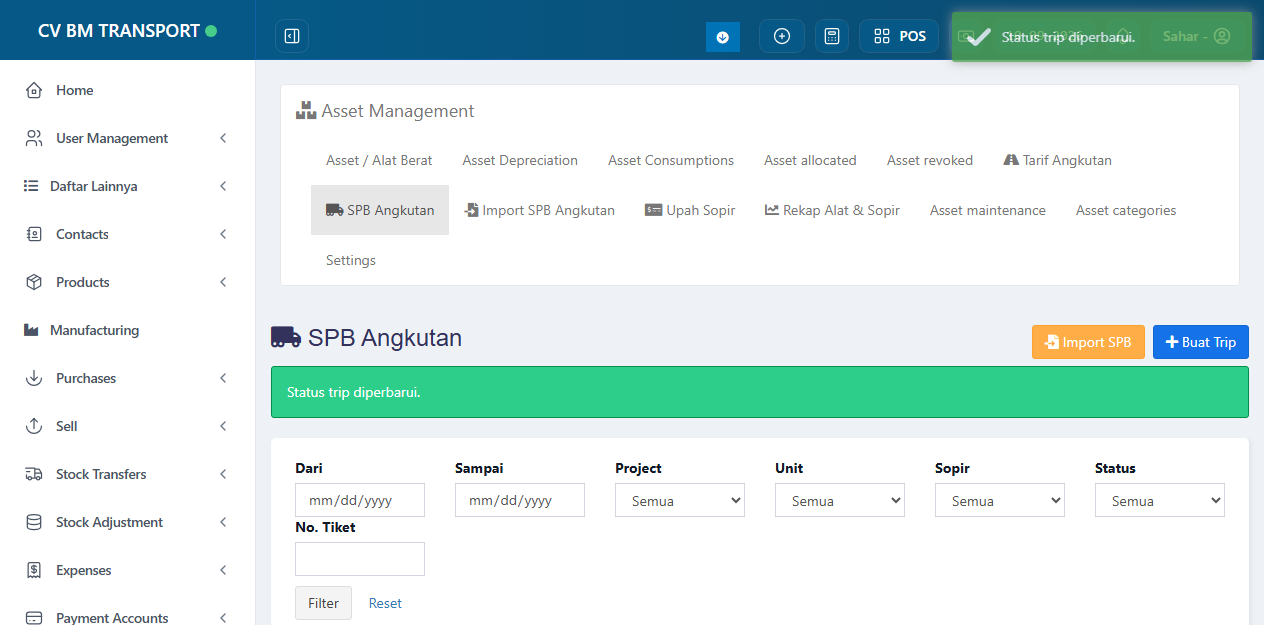 CV BM TRANSPORT
POS
Status trip diperbarui.
Sahar -
Home
User Management
Daftar Lainnya
Contacts
Products
Manufacturing
Purchases
Sell
Stock Transfers
Stock Adjustment
Expenses
Payment Accounts
Asset Management
Asset / Alat Berat
Asset Depreciation
Asset Consumptions
Asset allocated
Asset revoked
Tarif Angkutan
SPB Angkutan
Import SPB Angkutan
Upah Sopir
Rekap Alat & Sopir
Asset maintenance
Asset categories
Settings
SPB Angkutan
Import SPB
Buat Trip
Status trip diperbarui.
Dari
Sampai
Project
Unit
Sopir
Status
mm/dd/yyyy
mm/dd/yyyy
Semua
Semua
Semua
Semua
No. Tiket
Filter
Reset